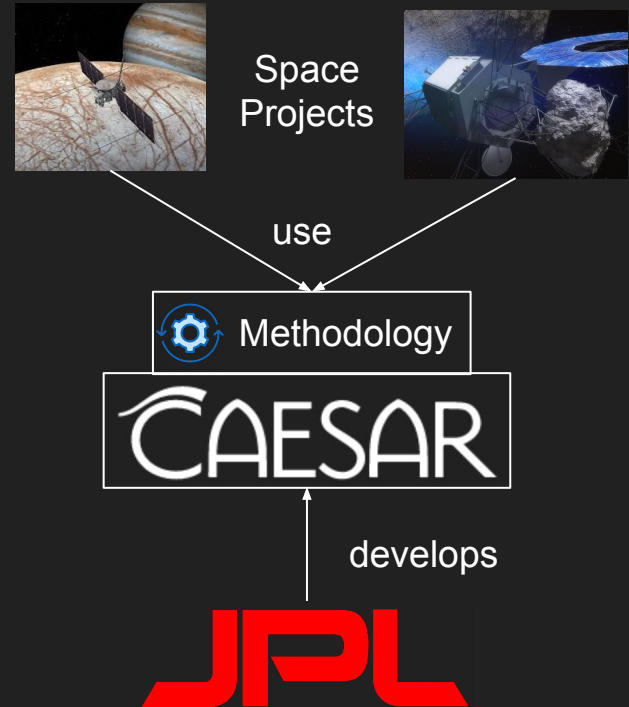 Space
Projects
use
Methodology
CAESAR
develops
JPL